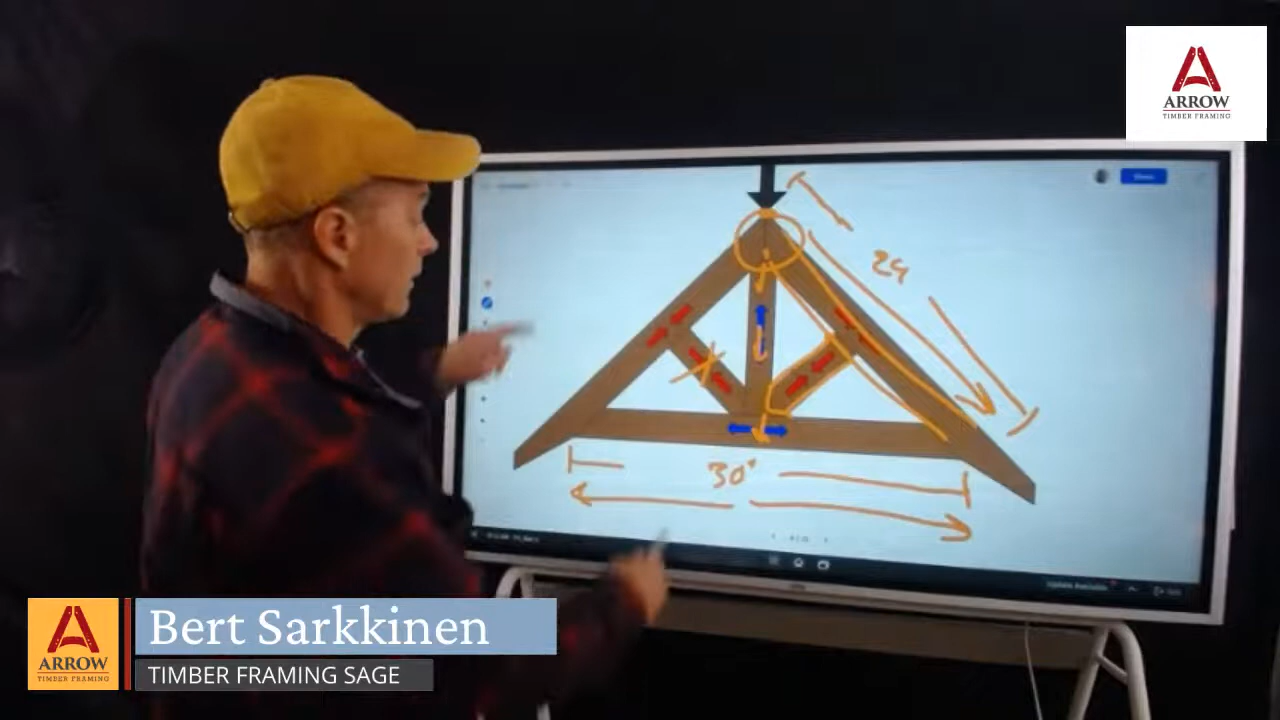 ARROW
TIMBER FRAMING
24
30'
Bert Sarkkinen
TIMBER FRAMING SAGE
ARROW
TIMBER FRAMING